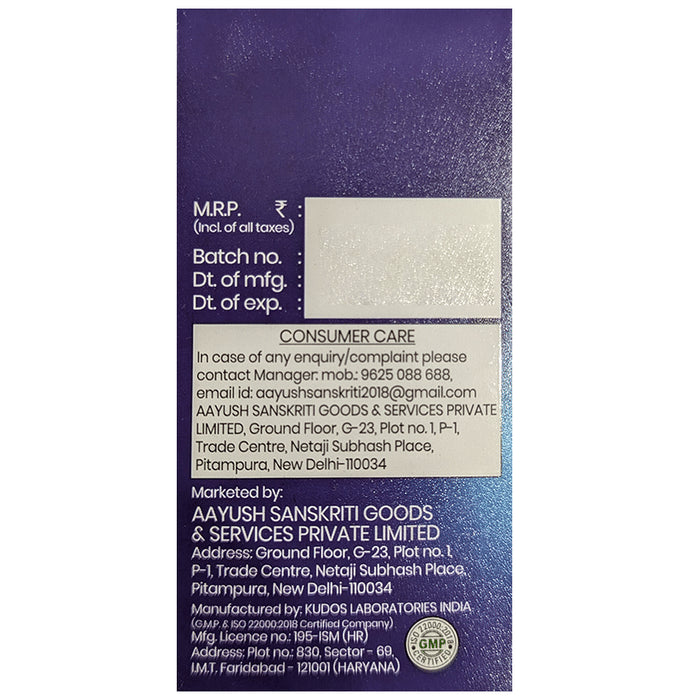 M.R.P. ₹ :
(Incl. of all taxes)
Batch no. :
Dt. of mfg. :
Dt. of exp. :
CONSUMER CARE
In case of any enquiry/complaint please
contact Manager: mob.: 9625 088 688,
email id: aayushsanskriti2018@gmail.com
AAYUSH SANSKRITI GOODS & SERVICES PRIVATE
LIMITED, Ground Floor, G-23, Plot no. 1, P-1,
Trade Centre, Netaji Subhash Place,
Pitampura, New Delhi-110034
Marketed by:
AAYUSH SANSKRITI GOODS
& SERVICES PRIVATE LIMITED
Address: Ground Floor, G-23, Plot no. 1,
P-1, Trade Centre, Netaji Subhash Place,
Pitampura, New Delhi-110034
Manufactured by: KUDOS LABORATORIES INDIA
(G.M.P. & ISO 22000:2018 Certified Company)
Mfg. Licence no.: 195-ISM (HR)
Address: Plot no.: 830, Sector - 69,
I.M.T. Faridabad - 121001 (HARYANA)
ISO 22000:2018
GMP
CERTIFIED